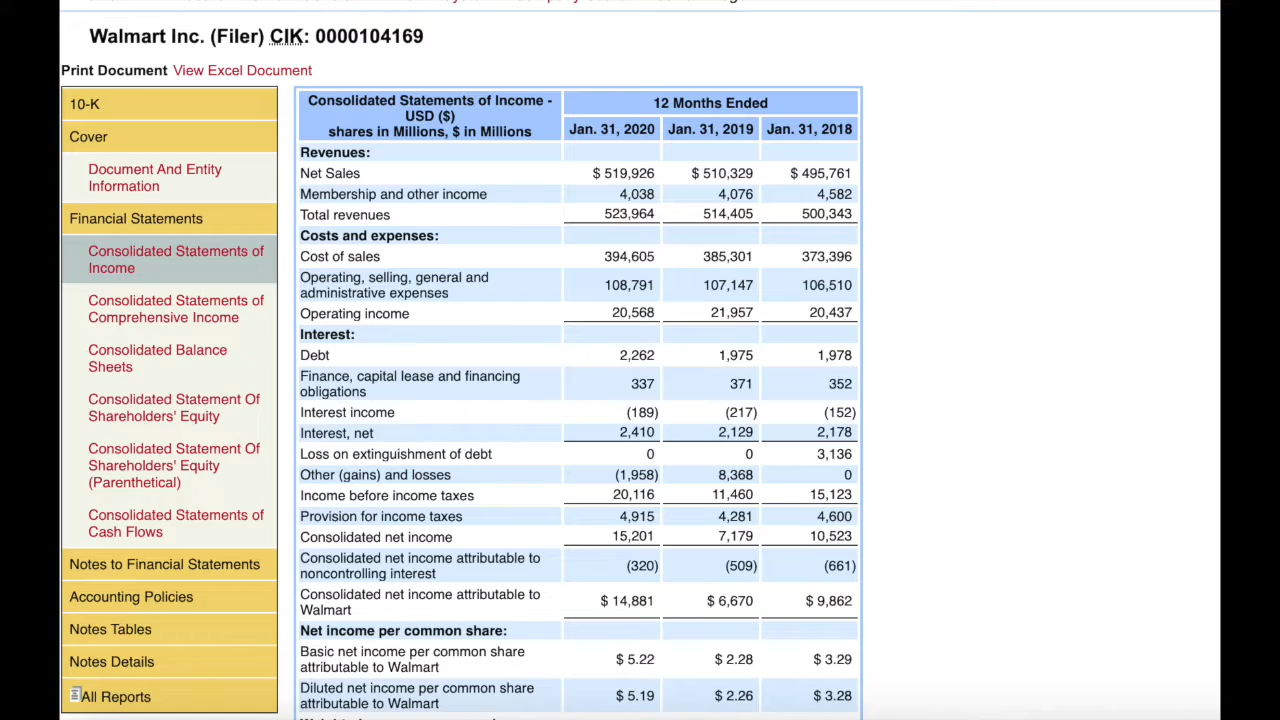 Walmart Inc. (Filer) CIK: 0000104169
Print Document View Excel Document
10-K
Cover
Document And Entity
Information
Financial Statements
Consolidated Statements of
Income
Consolidated Statements of
Comprehensive Income
Consolidated Balance
Sheets
Consolidated Statement Of
Shareholders' Equity
Consolidated Statement Of
Shareholders' Equity
(Parenthetical)
Consolidated Statements of
Cash Flows
Notes to Financial Statements
Accounting Policies
Notes Tables
Notes Details
All Reports
Consolidated Statements of Income -
USD ($)
shares in Millions, $ in Millions
12 Months Ended
Jan. 31, 2020 Jan. 31, 2019 Jan. 31, 2018
Revenues:
Net Sales $ 519,926 $ 510,329 $ 495,761
Membership and other income 4,038 4,076 4,582
Total revenues 523,964 514,405 500,343
Costs and expenses:
Cost of sales 394,605 385,301 373,396
Operating, selling, general and
administrative expenses 108,791 107,147 106,510
Operating income 20,568 21,957 20,437
Interest:
Debt 2,262 1,975 1,978
Finance, capital lease and financing
obligations 337 371 352
Interest income (189) (217) (152)
Interest, net 2,410 2,129 2,178
Loss on extinguishment of debt 0 0 3,136
Other (gains) and losses (1,958) 8,368 0
Income before income taxes 20,116 11,460 15,123
Provision for income taxes 4,915 4,281 4,600
Consolidated net income 15,201 7,179 10,523
Consolidated net income attributable to
noncontrolling interest (320) (509) (661)
Consolidated net income attributable to
Walmart $ 14,881 $ 6,670 $ 9,862
Net income per common share:
Basic net income per common share
attributable to Walmart $ 5.22 $ 2.28 $ 3.29
Diluted net income per common share
attributable to Walmart $ 5.19 $ 2.26 $ 3.28